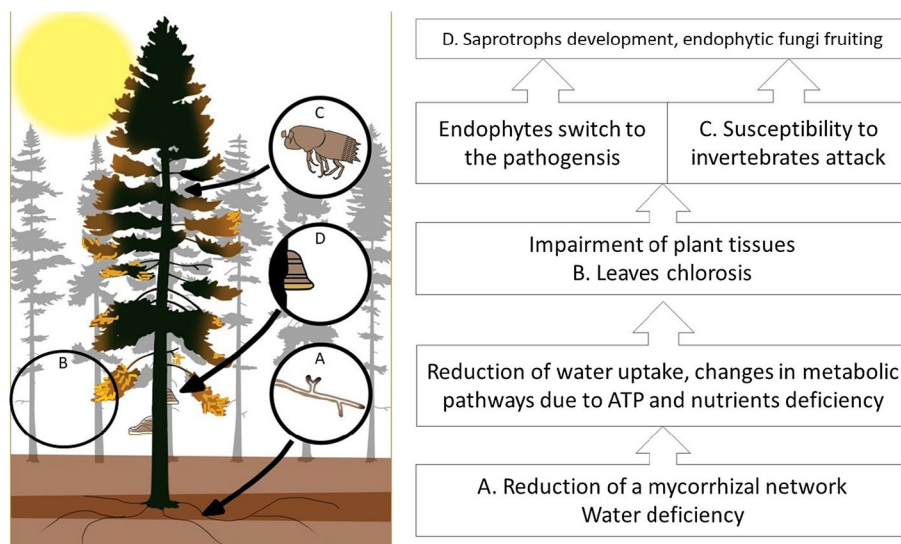 C
D
B
A
D. Saprotrophs development, endophytic fungi fruiting
Endophytes switch to
the pathogensis
C. Susceptibility to
invertebrates attack
Impairment of plant tissues
B. Leaves chlorosis
Reduction of water uptake, changes in metabolic
pathways due to ATP and nutrients deficiency
A. Reduction of a mycorrhizal network
Water deficiency